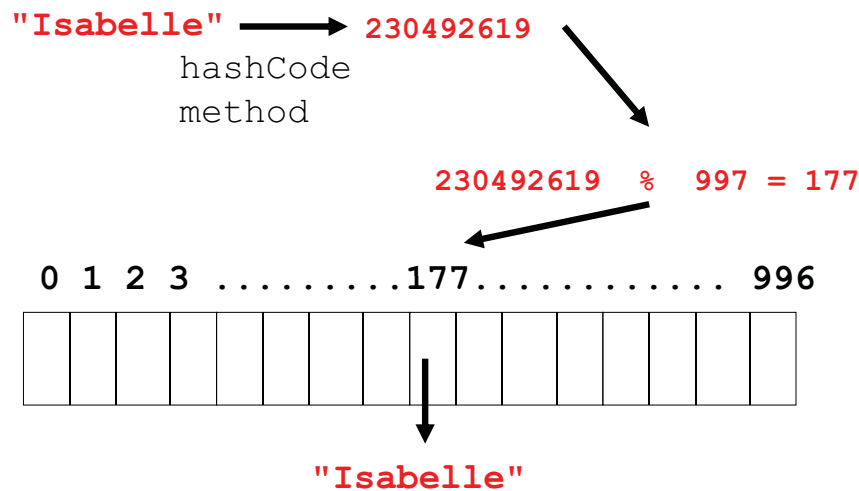 "Isabelle" 230492619
hashCode
method
230492619 % 997 = 177
0 1 2 3 .........177............ 996
"Isabelle"